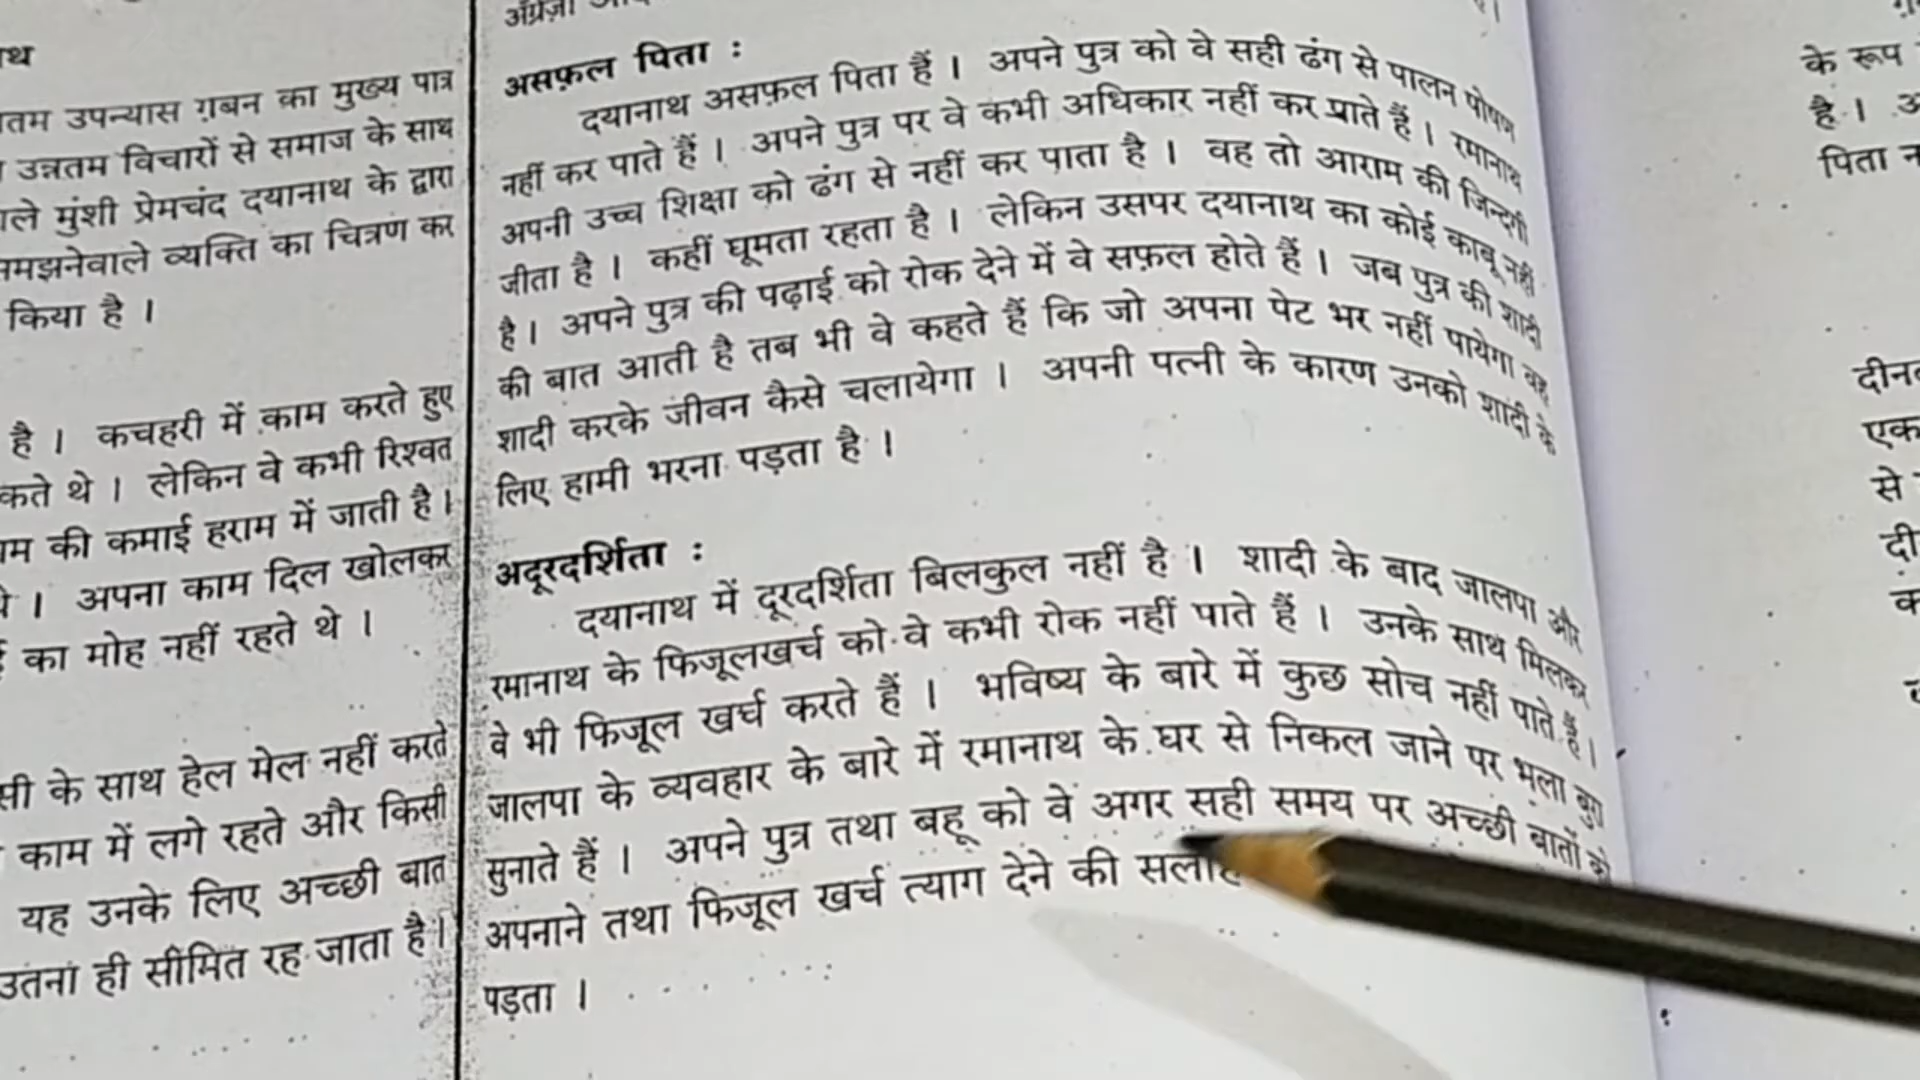 नाथ
उपन्यास ग़बन का मुख्य पात्र
उन्नतम विचारों से समाज के साथ
मुंशी प्रेमचंद दयानाथ के द्वारा
समझनेवाले व्यक्ति का चित्रण कर
किया है ।
है । कचहरी में काम करते हुए
थे । लेकिन वे कभी रिश्वत
की कमाई हराम में जाती है।
। अपना काम दिल खोलकर
का मोह नहीं रहते थे ।
के साथ हेल मेल नहीं करते
काम में लगे रहते और किसी
यह उनके लिए अच्छी बात
उतना ही सीमित रह जाता है।
अंग्रेज़ी
असफ़ल पिता :
दयानाथ असफ़ल पिता हैं । अपने पुत्र को वे सही ढंग से पालन पोषण
नहीं कर पाते हैं । अपने पुत्र पर वे कभी अधिकार नहीं कर पाते हैं । रमानाथ
अपनी उच्च शिक्षा को ढंग से नहीं कर पाता है । वह तो आराम की जिन्दगी
जीता है । कहीं घूमता रहता है । लेकिन उसपर दयानाथ का कोई काबू नहीं
है । अपने पुत्र की पढ़ाई को रोक देने में वे सफ़ल होते हैं । जब पुत्र की शादी
की बात आती है तब भी वे कहते हैं कि जो अपना पेट भर नहीं पायेगा वह
शादी करके जीवन कैसे चलायेगा । अपनी पत्नी के कारण उनको शादी के
लिए हामी भरना पड़ता है ।
अदूरदर्शिता :
दयानाथ में दूरदर्शिता बिलकुल नहीं है । शादी के बाद जालपा और
रमानाथ के फिजूलखर्च को वे कभी रोक नहीं पाते हैं । उनके साथ मिलकर
वे भी फिजूल खर्च करते हैं । भविष्य के बारे में कुछ सोच नहीं पाते हैं ।
जालपा के व्यवहार के बारे में रमानाथ के घर से निकल जाने पर भला बुरा
सुनाते हैं । अपने पुत्र तथा बहू को वे अगर सही समय पर अच्छी बातों को
अपनाने तथा फिजूल खर्च त्याग देने की
पड़ता ।
के रूप
है ।
पिता
एक
से